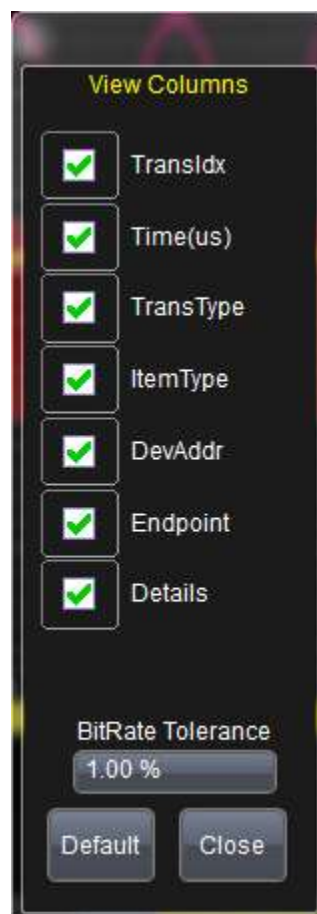 View Columns
TransIdx
Time(us)
TransType
ItemType
DevAddr
Endpoint
Details
BitRate Tolerance
1.00 %
Default Close